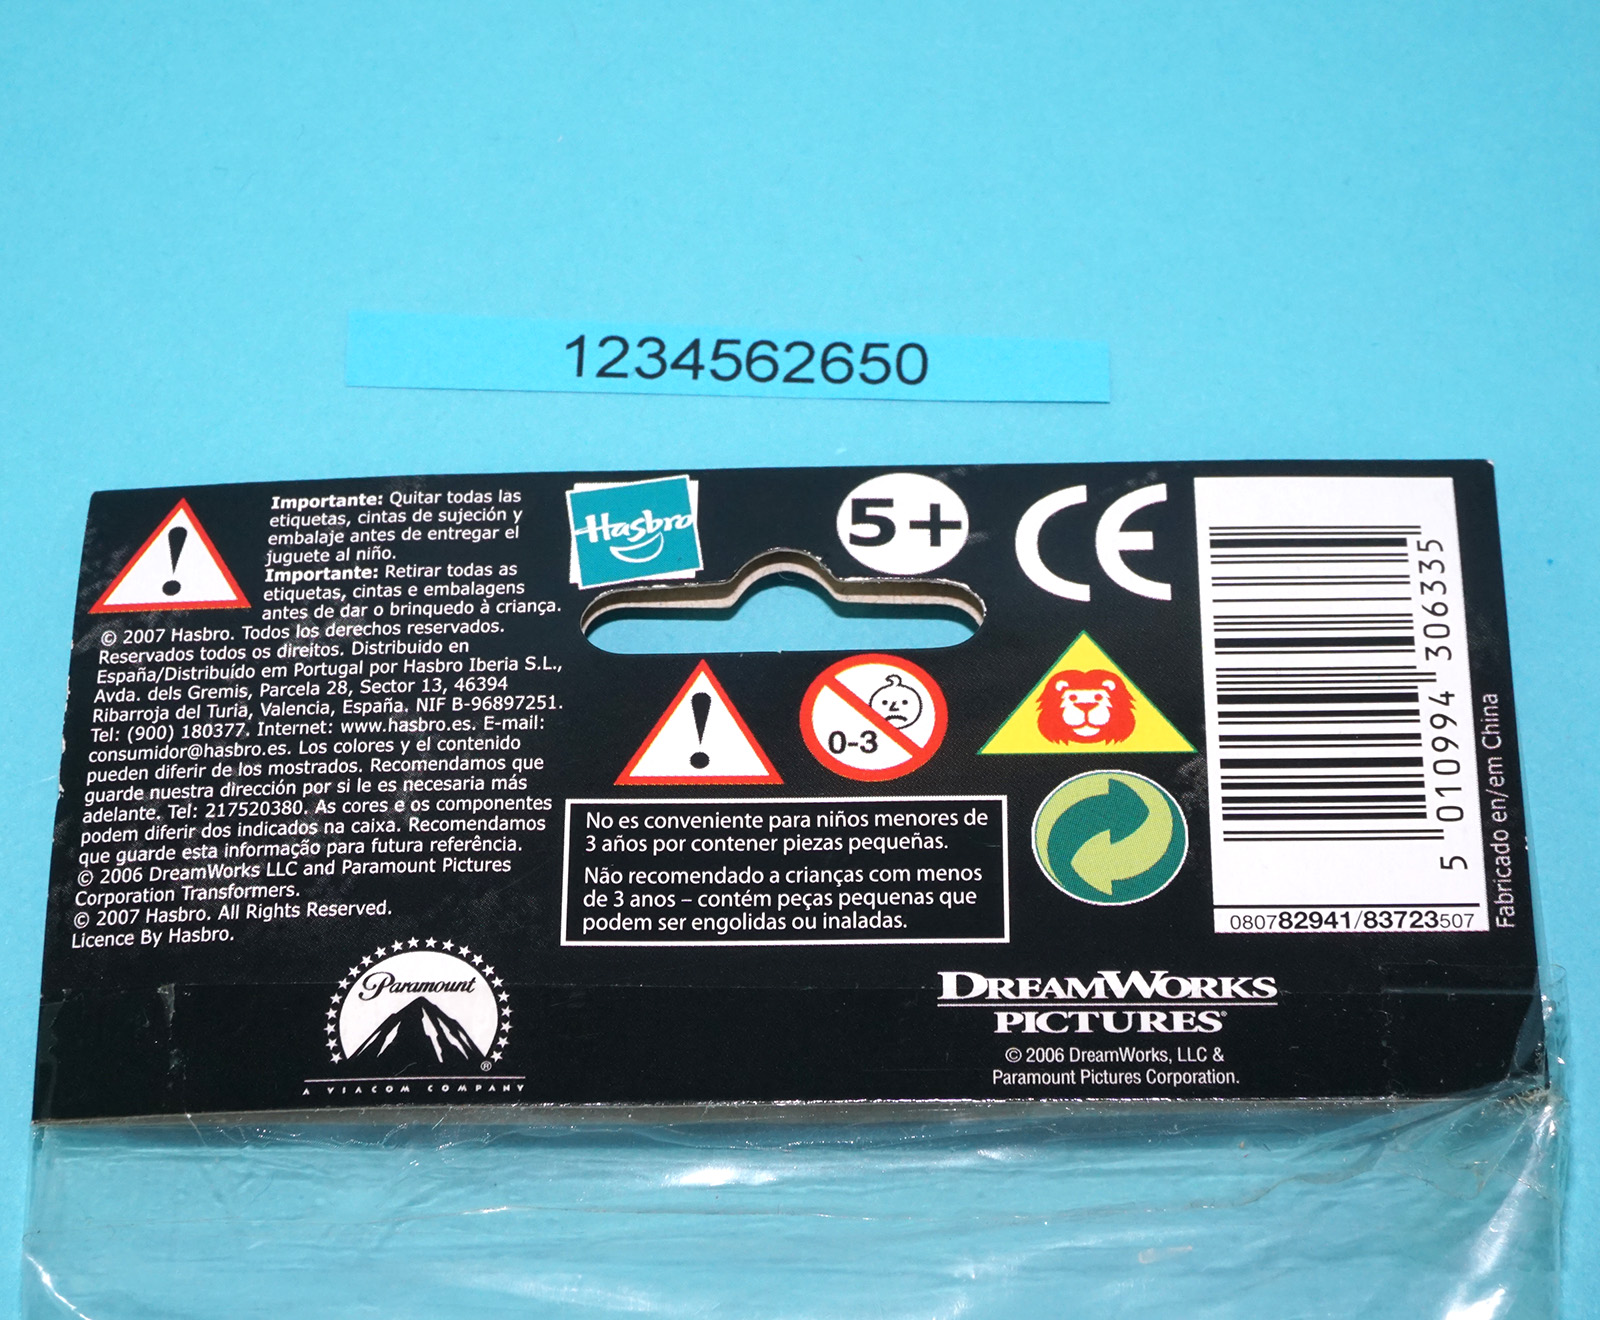 1234562650
Importante: Quitar todas las
etiquetas, cintas de sujeción y
embalaje antes de entregar el
juguete al niño.
Importante: Retirar todas as
etiquetas, cintas e embalagens
antes de dar o brinquedo à criança.
© 2007 Hasbro. Todos los derechos reservados.
Reservados todos os direitos. Distribuido en
España/Distribuído em Portugal por Hasbro Iberia S.L.,
Avda. dels Gremis, Parcela 28, Sector 13, 46394
Ribarroja del Turia, Valencia, España. NIF B-96897251.
Tel: (900) 180377. Internet: www.hasbro.es. E-mail:
consumidor@hasbro.es. Los colores y el contenido
pueden diferir de los mostrados. Recomendamos que
guarde nuestra dirección por si le es necesaria más
adelante. Tel: 217520380. As cores e os componentes
podem diferir dos indicados na caixa. Recomendamos
que guarde esta informação para futura referência.
© 2006 DreamWorks LLC and Paramount Pictures
Corporation Transformers.
© 2007 Hasbro. All Rights Reserved.
Licence By Hasbro.
Hasbro
5+
CE
0-3
No es conveniente para niños menores de
3 años por contener piezas pequeñas.
Não recomendado a crianças com menos
de 3 anos – contém peças pequenas que
podem ser engolidas ou inaladas.
5 010994 306335
080782941/83723507
Fabricado en/em China
Paramount
®
A VIACOM COMPANY
DREAMWORKS
PICTURES®
© 2006 DreamWorks, LLC &
Paramount Pictures Corporation.